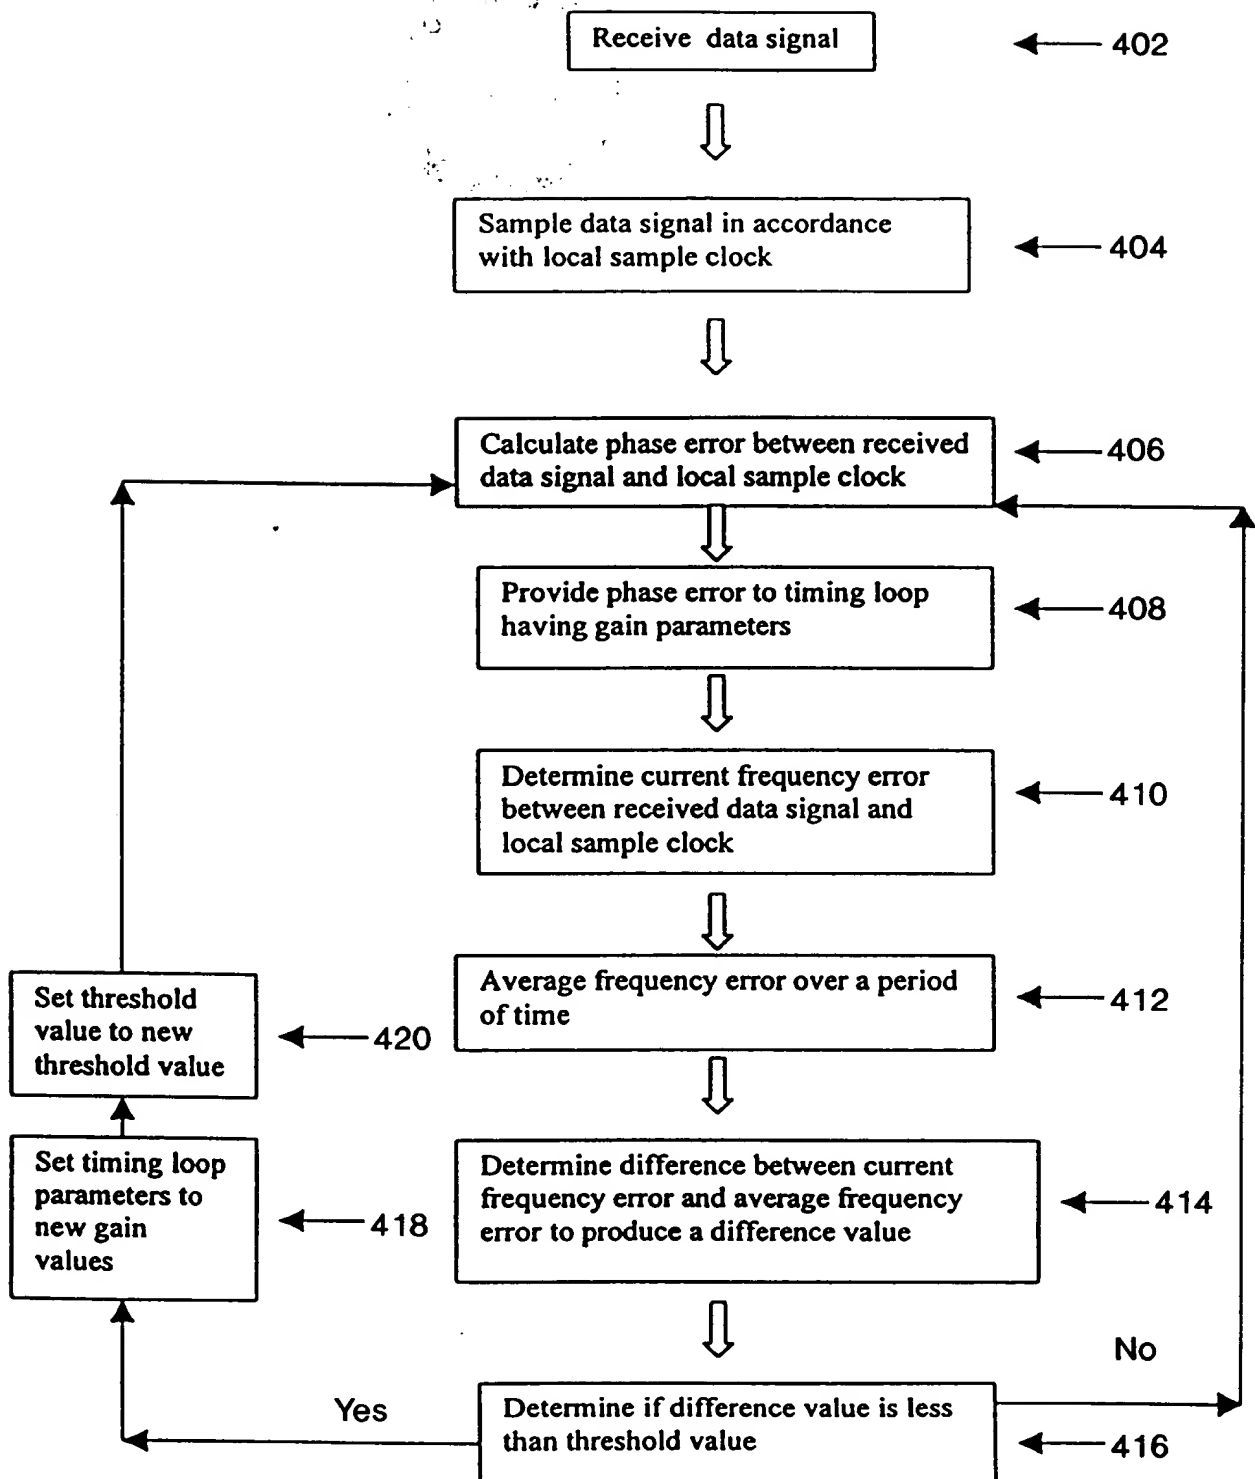 Receive data signal
402
Sample data signal in accordance
with local sample clock
404
Calculate phase error between received
data signal and local sample clock
406
Provide phase error to timing loop
having gain parameters
408
Determine current frequency error
between received data signal and
local sample clock
410
Average frequency error over a period
of time
412
Set threshold
value to new
threshold value
420
Determine difference between current
frequency error and average frequency
error to produce a difference value
414
Set timing loop
parameters to
new gain
values
418
No
Yes
Determine if difference value is less
than threshold value
416